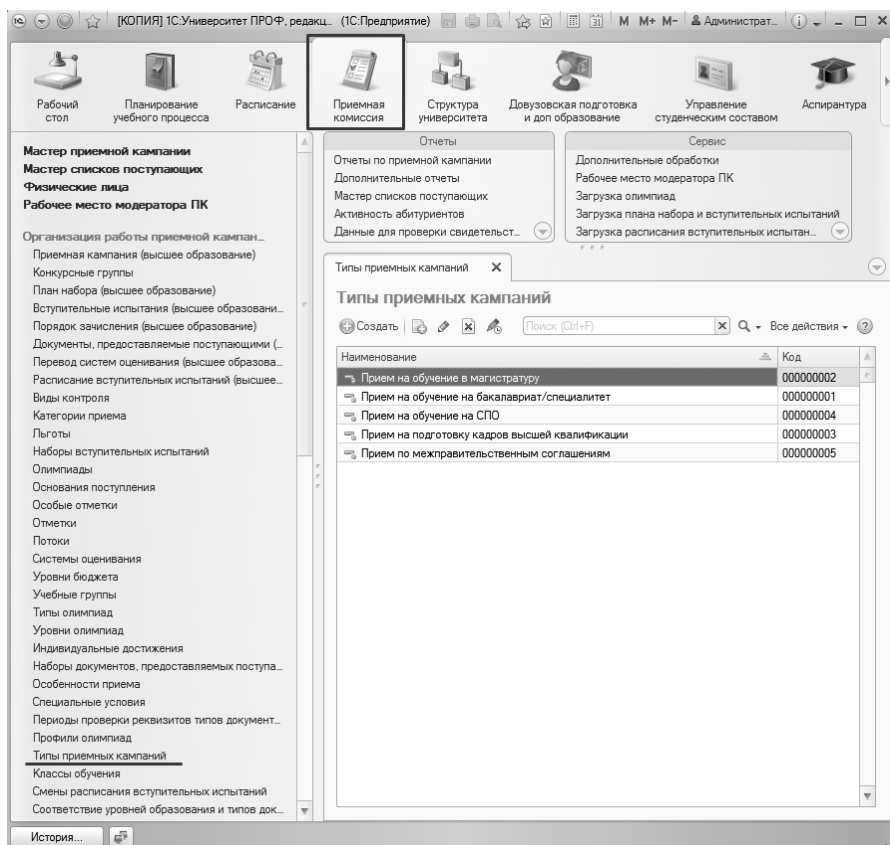 [КОПИЯ] 1С:Университет ПРОФ, редакц... (1С:Предприятие) M M+ M- Администрат...
Рабочий стол
Планирование учебного процесса
Расписание
Приемная комиссия
Структура университета
Довузовская подготовка и доп образование
Управление студенческим составом
Аспирантура
Мастер приемной кампании
Мастер списков поступающих
Физические лица
Рабочее место модератора ПК
Организация работы приемной кампан...
Приемная кампания (высшее образование)
Конкурсные группы
План набора (высшее образование)
Вступительные испытания (высшее образовани...
Порядок зачисления (высшее образование)
Документы, предоставляемые поступающими (...
Перевод систем оценивания (высшее образова...
Расписание вступительных испытаний (высшее...
Виды контроля
Категории приема
Льготы
Наборы вступительных испытаний
Олимпиады
Основания поступления
Особые отметки
Отметки
Потоки
Системы оценивания
Уровни бюджета
Учебные группы
Типы олимпиад
Уровни олимпиад
Индивидуальные достижения
Наборы документов, предоставляемых поступа...
Особенности приема
Специальные условия
Периоды проверки реквизитов типов документ...
Профили олимпиад
Типы приемных кампаний
Классы обучения
Смены расписания вступительных испытаний
Соответствие уровней образования и типов док...
Отчеты
Отчеты по приемной кампании
Дополнительные отчеты
Мастер списков поступающих
Активность абитуриентов
Данные для проверки свидетельст...
Сервис
Дополнительные обработки
Рабочее место модератора ПК
Загрузка олимпиад
Загрузка плана набора и вступительных испытаний
Загрузка расписания вступительных испытан...
Типы приемных кампаний
Типы приемных кампаний
Создать Поиск (Ctrl+F) Все действия
Наименование Код
Прием на обучение в магистратуру 000000002
Прием на обучение на бакалавриат/специалитет 000000001
Прием на обучение на СПО 000000004
Прием на подготовку кадров высшей квалификации 000000003
Прием по межправительственным соглашениям 000000005
История...